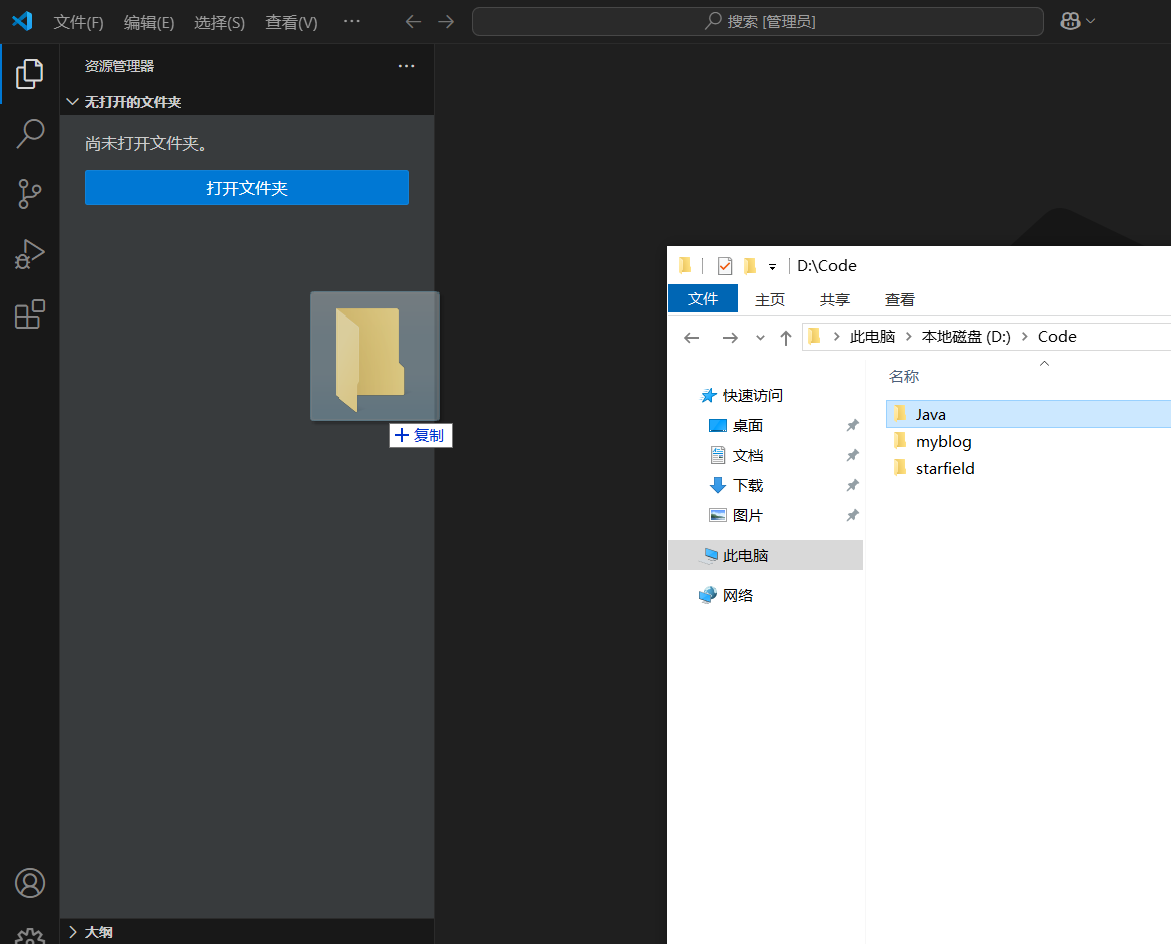 文件(F) 编辑(E) 选择(S) 查看(V) ··· 搜索 [管理员]
资源管理器 ···
无打开的文件夹
尚未打开文件夹。
打开文件夹
+ 复制
大纲
D:\Code
文件 主页 共享 查看
此电脑 本地磁盘 (D:) Code
快速访问
桌面
文档
下载
图片
此电脑
网络
名称
Java
myblog
starfield